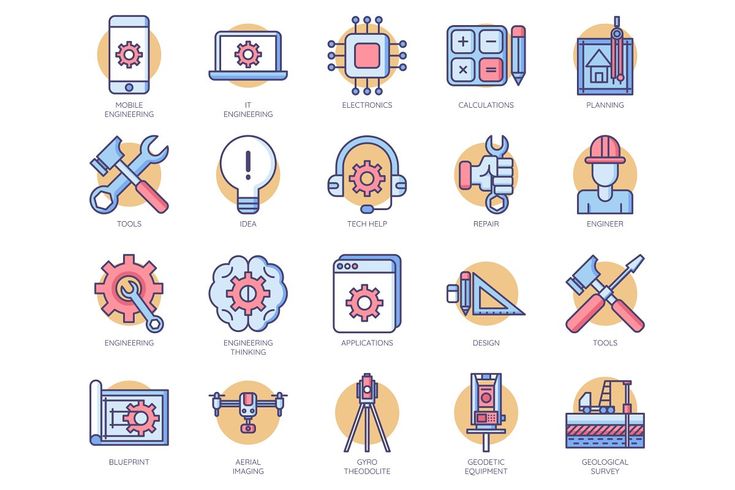 MOBILE
ENGINEERING
IT
ENGINEERING
ELECTRONICS
CALCULATIONS
PLANNING
TOOLS
IDEA
TECH HELP
REPAIR
ENGINEER
ENGINEERING
ENGINEERING
THINKING
APPLICATIONS
DESIGN
TOOLS
BLUEPRINT
AERIAL
IMAGING
GYRO
THEODOLITE
GEODETIC
EQUIPMENT
GEOLOGICAL
SURVEY